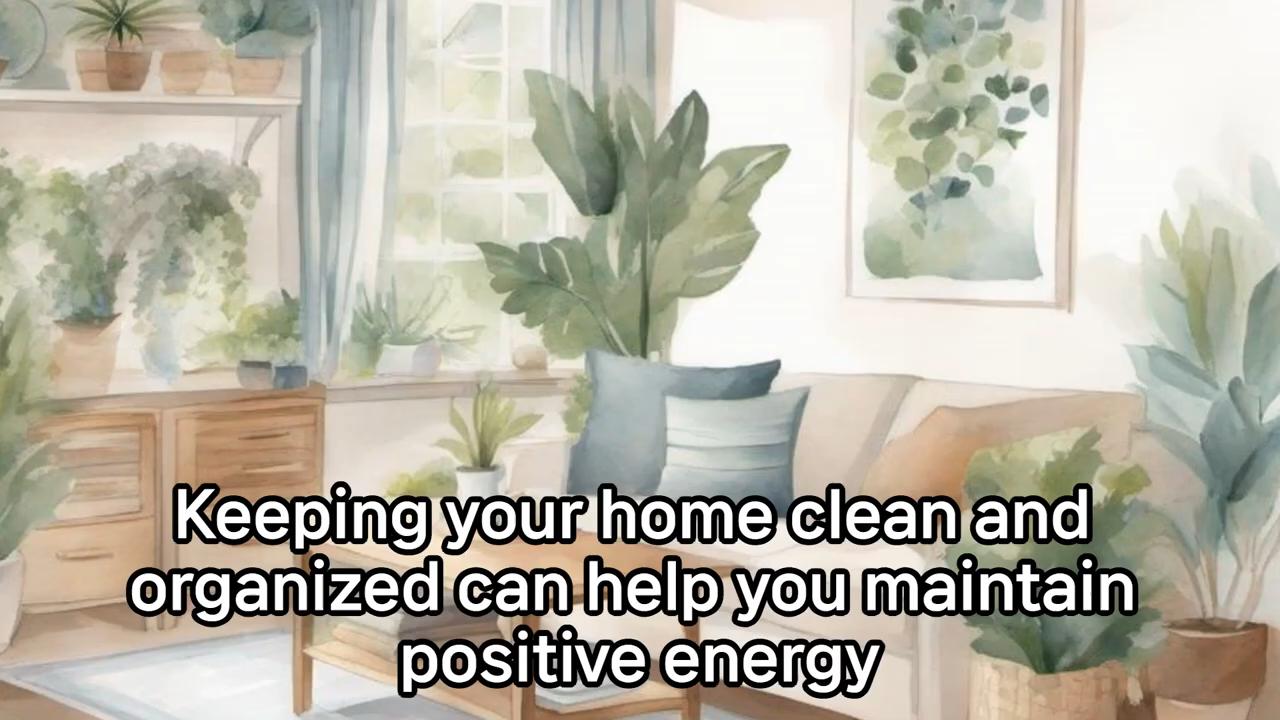 Keeping your home clean and
organized can help you maintain
positive energy